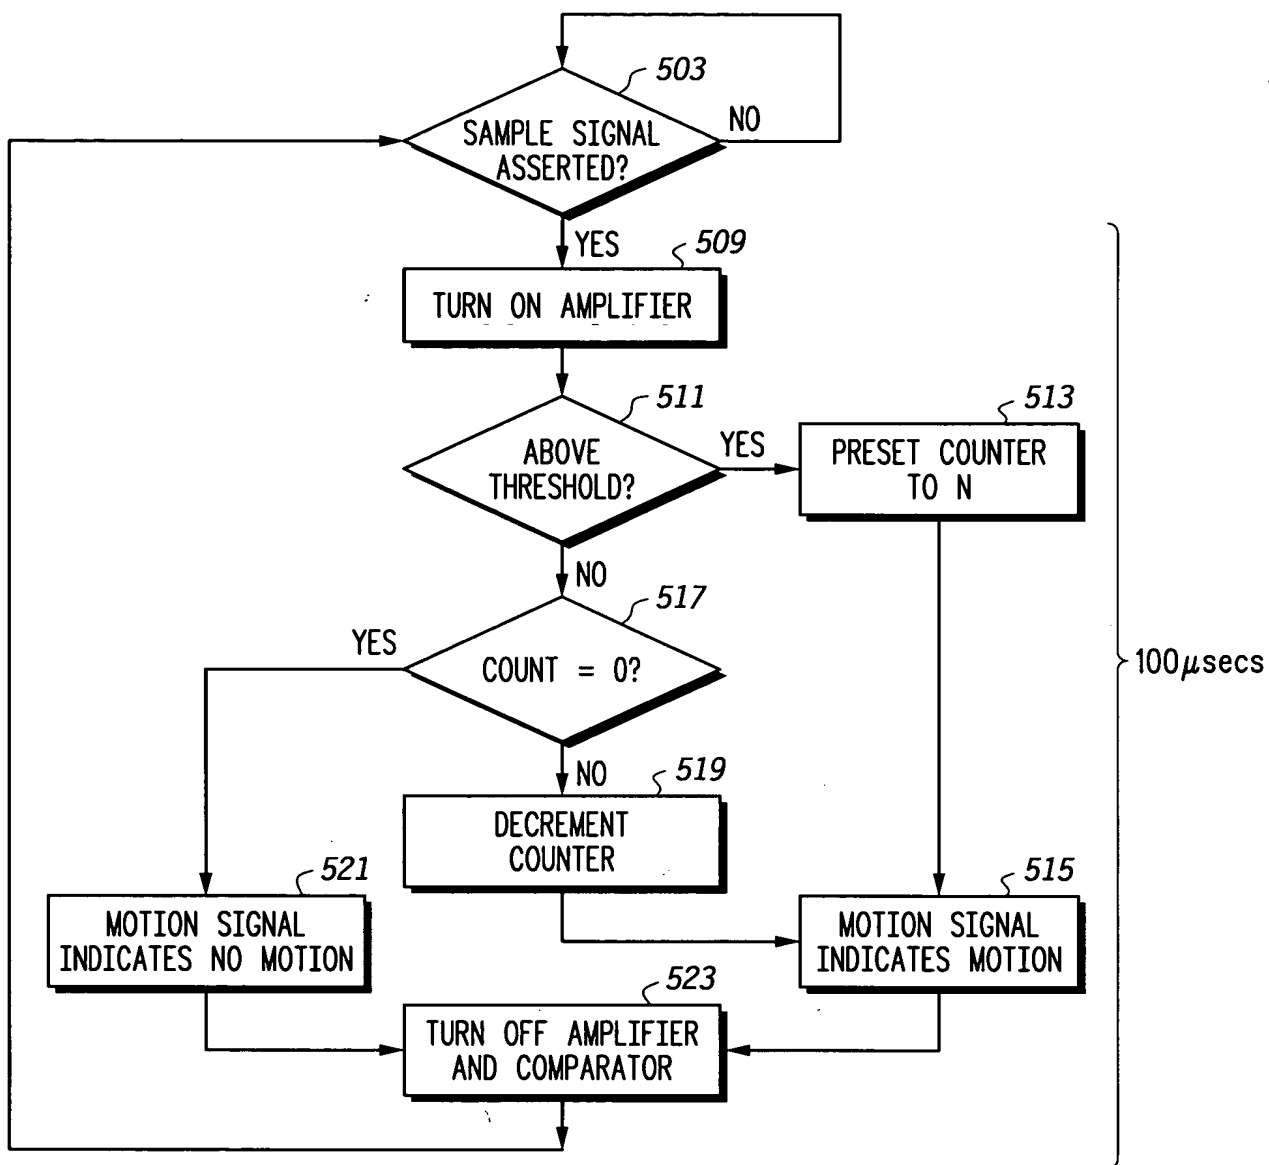 503
SAMPLE SIGNAL
ASSERTED?
NO
YES
509
TURN ON AMPLIFIER
511
ABOVE
THRESHOLD?
YES
513
PRESET COUNTER
TO N
NO
517
YES
COUNT = 0?
100μsecs
NO
519
DECREMENT
COUNTER
521
MOTION SIGNAL
INDICATES NO MOTION
515
MOTION SIGNAL
INDICATES MOTION
523
TURN OFF AMPLIFIER
AND COMPARATOR